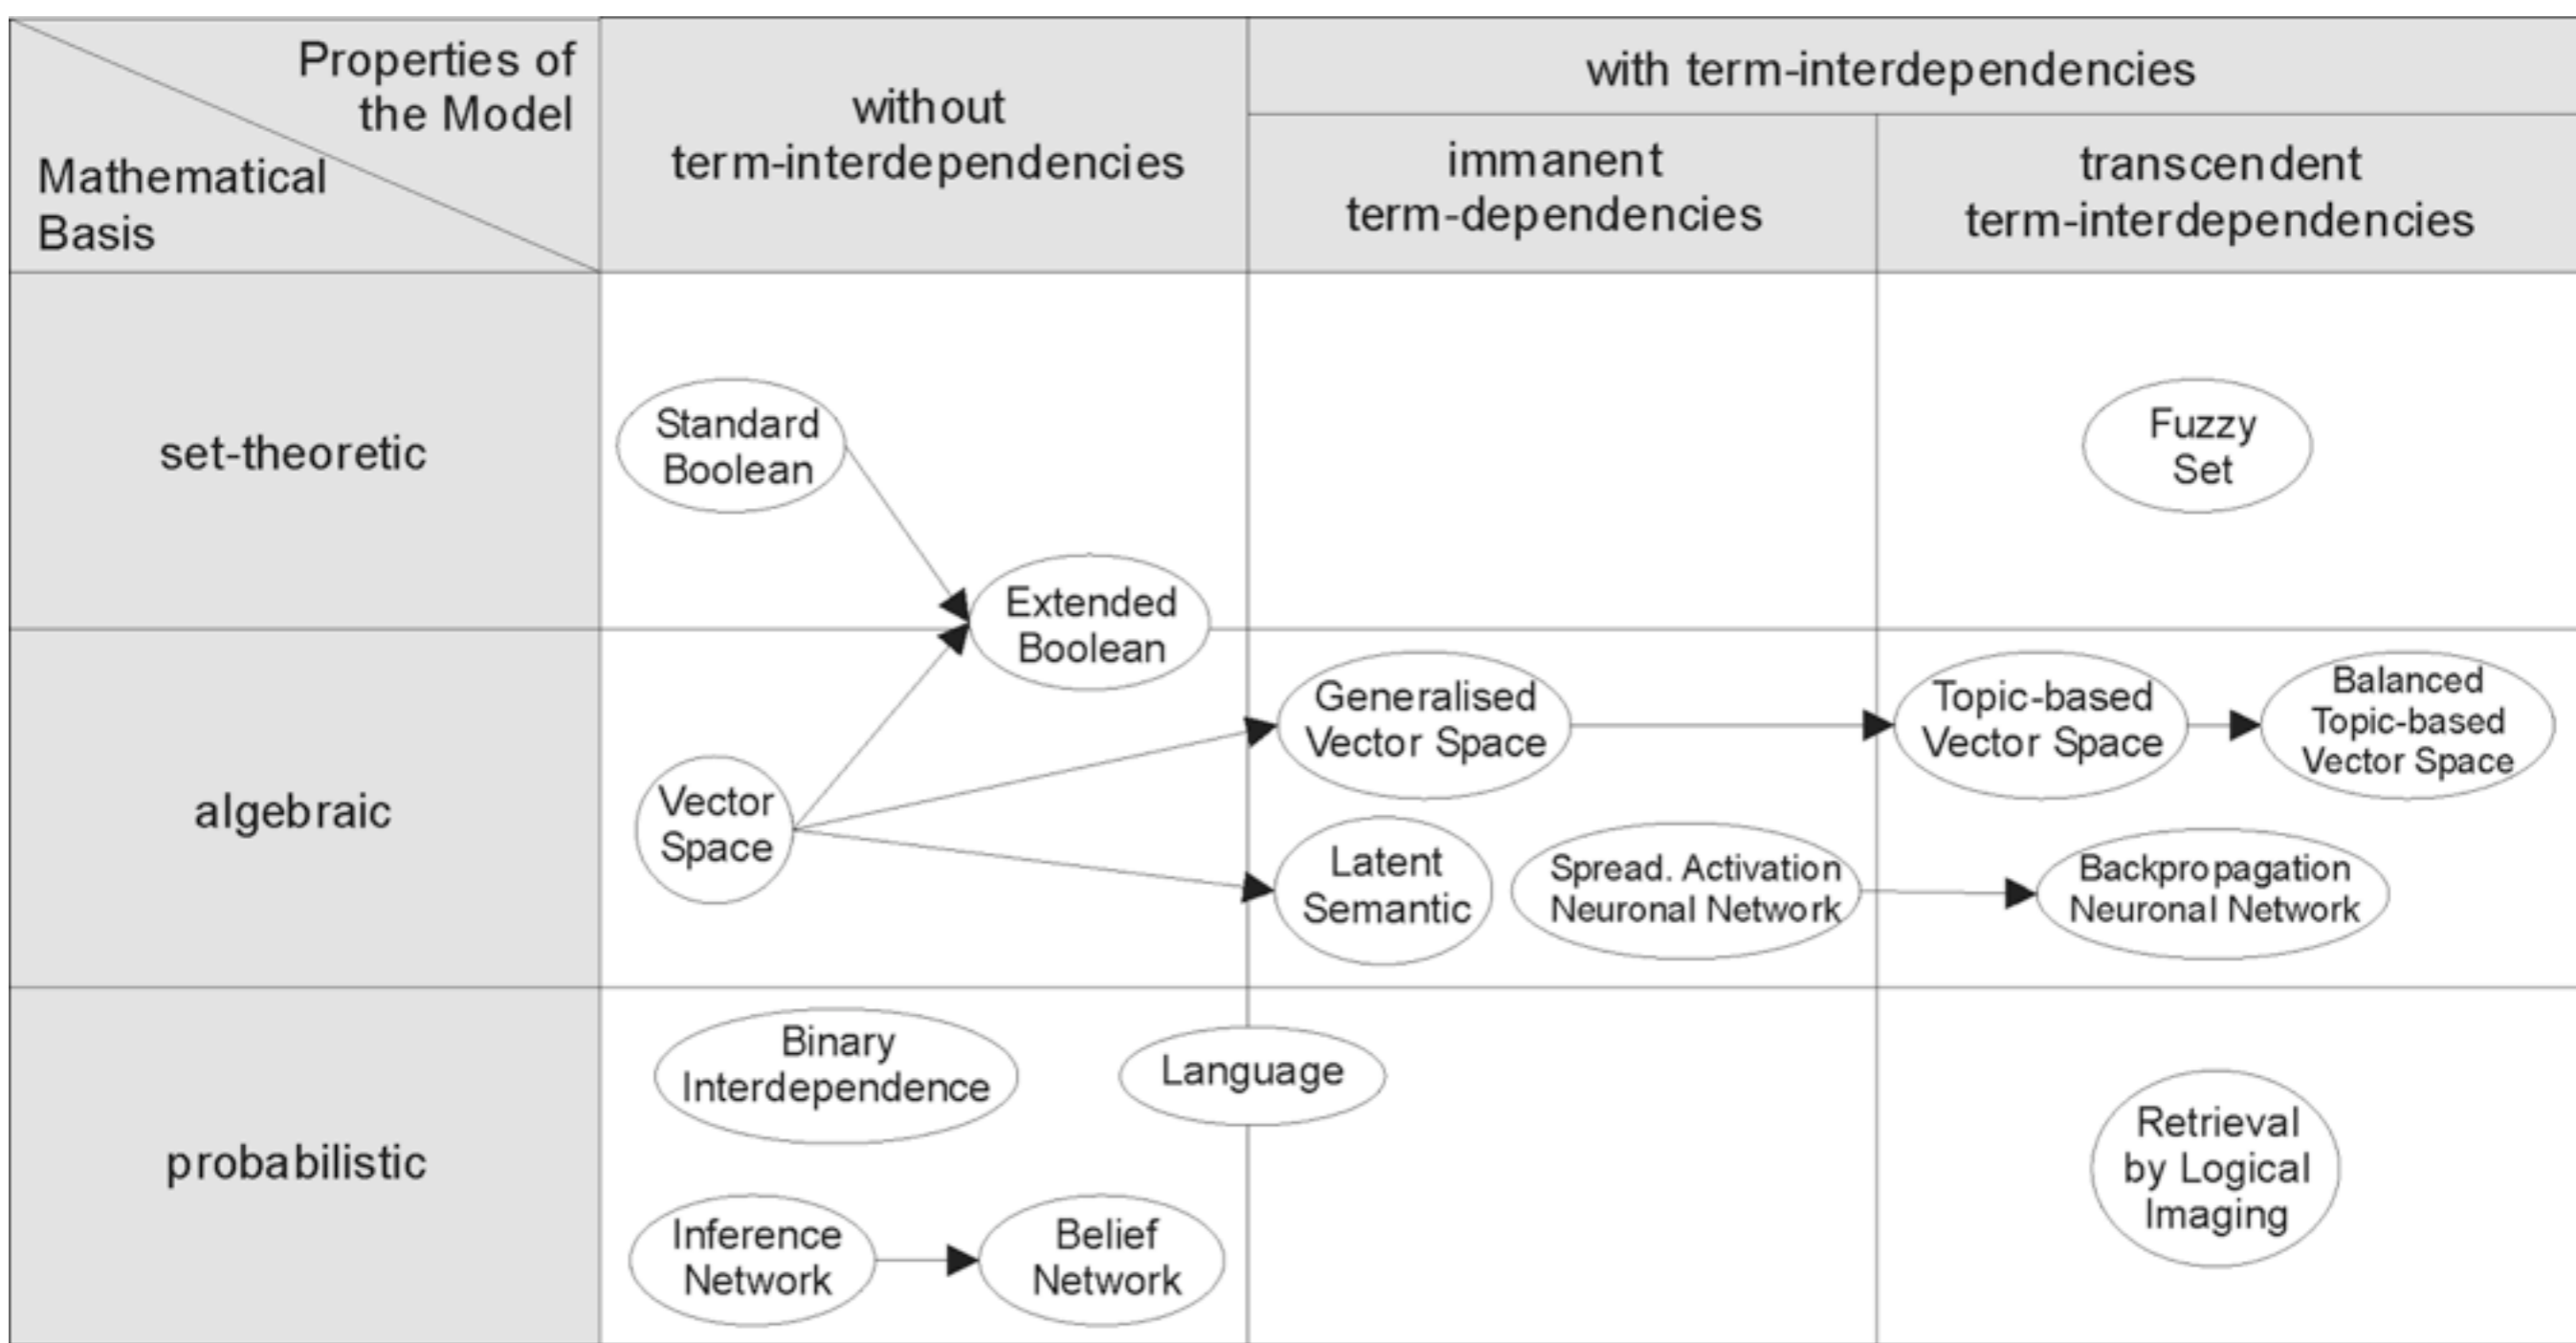 Properties of
the Model
Mathematical
Basis
without
term-interdependencies
with term-interdependencies
immanent
term-dependencies
transcendent
term-interdependencies
set-theoretic
Standard
Boolean
Fuzzy
Set
Extended
Boolean
algebraic
Vector
Space
Generalised
Vector Space
Topic-based
Vector Space
Balanced
Topic-based
Vector Space
Latent
Semantic
Spread. Activation
Neuronal Network
Backpropagation
Neuronal Network
probabilistic
Binary
Interdependence
Language
Inference
Network
Belief
Network
Retrieval
by Logical
Imaging